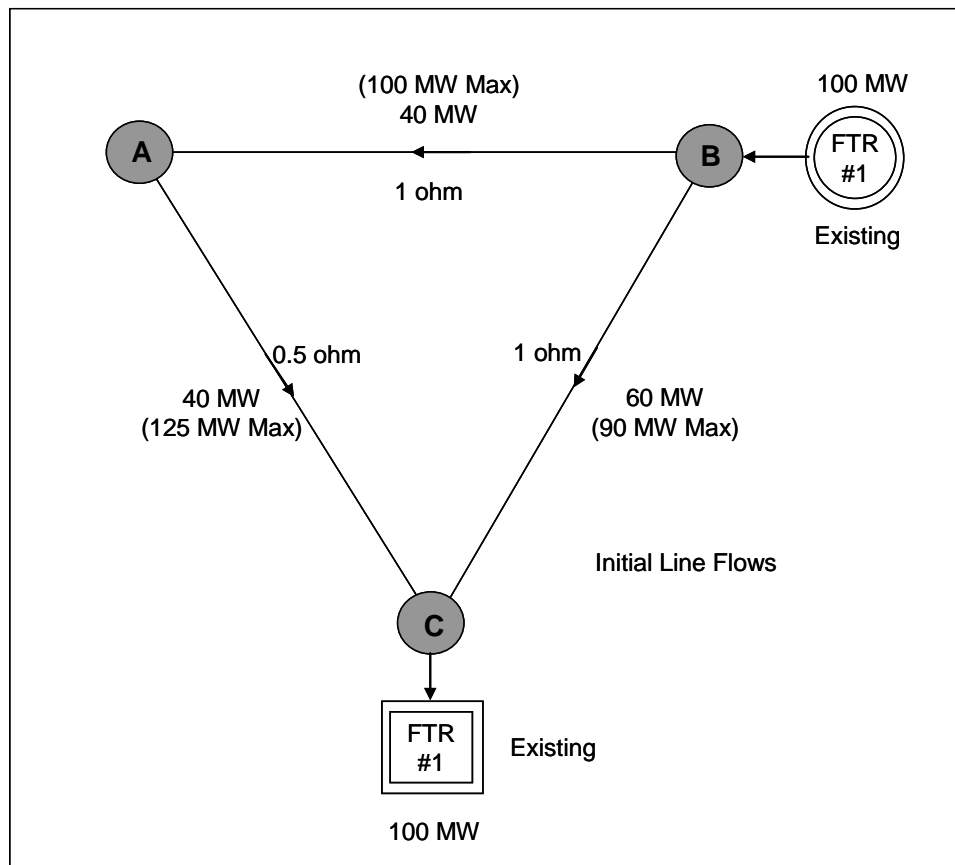 (100 MW Max)
40 MW
100 MW
A
B
FTR
#1
1 ohm
Existing
0.5 ohm
1 ohm
40 MW
(125 MW Max)
60 MW
(90 MW Max)
Initial Line Flows
C
FTR
#1
Existing
100 MW